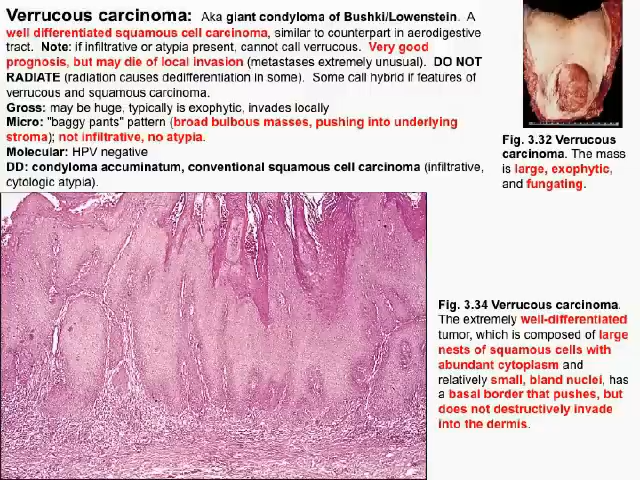 Verrucous carcinoma: Aka giant condyloma of Bushki/Lowenstein. A
well differentiated squamous cell carcinoma, similar to counterpart in aerodigestive
tract. Note: if infiltrative or atypia present, cannot call verrucous. Very good
prognosis, but may die of local invasion (metastases extremely unusual). DO NOT
RADIATE (radiation causes dedifferentiation in some). Some call hybrid if features of
verrucous and squamous carcinoma.
Gross: may be huge, typically is exophytic, invades locally
Micro: "baggy pants" pattern (broad bulbous masses, pushing into underlying
stroma); not infiltrative, no atypia.
Molecular: HPV negative
DD: condyloma accuminatum, conventional squamous cell carcinoma (infiltrative,
cytologic atypia).
Fig. 3.32 Verrucous
carcinoma. The mass
is large, exophytic,
and fungating.
Fig. 3.34 Verrucous carcinoma.
The extremely well-differentiated
tumor, which is composed of large
nests of squamous cells with
abundant cytoplasm and
relatively small, bland nuclei, has
a basal border that pushes, but
does not destructively invade
into the dermis.